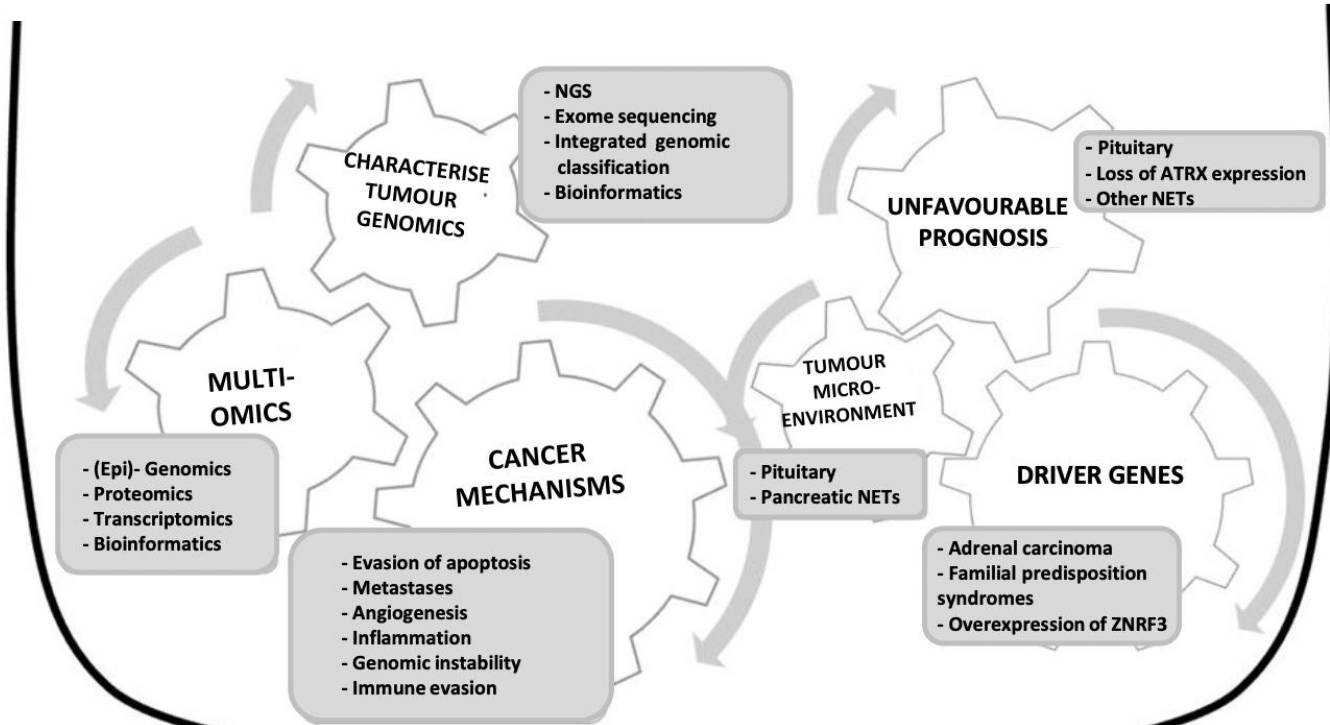 CHARACTERISE
TUMOUR
GENOMICS
- NGS
- Exome sequencing
- Integrated genomic
classification
- Bioinformatics
MULTI-
OMICS
- (Epi)- Genomics
- Proteomics
- Transcriptomics
- Bioinformatics
CANCER
MECHANISMS
- Evasion of apoptosis
- Metastases
- Angiogenesis
- Inflammation
- Genomic instability
- Immune evasion
UNFAVOURABLE
PROGNOSIS
- Pituitary
- Loss of ATRX expression
- Other NETs
TUMOUR
MICRO-
ENVIRONMENT
- Pituitary
- Pancreatic NETs
DRIVER GENES
- Adrenal carcinoma
- Familial predisposition
syndromes
- Overexpression of ZNRF3